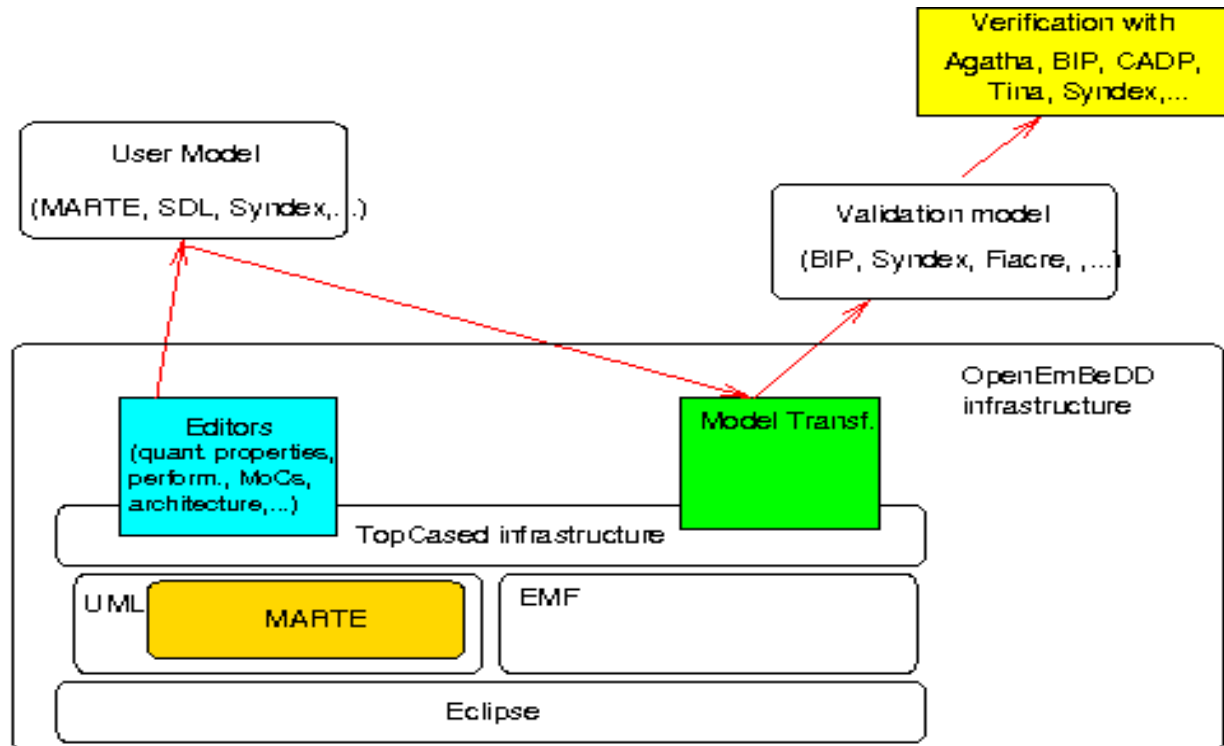 Verification with
Agatha, BIP, CADP,
Tina, Syndex,...
User Model
(MARTE, SDL, Syndex,...)
Validation model
(BIP, Syndex, Fiacre, ,...)
OpenEmBeDD
infrastructure
Editors
(quant. properties,
perform., MoCs,
architecture,...)
Model Transf.
TopCased infrastructure
UML
MARTE
EMF
Eclipse